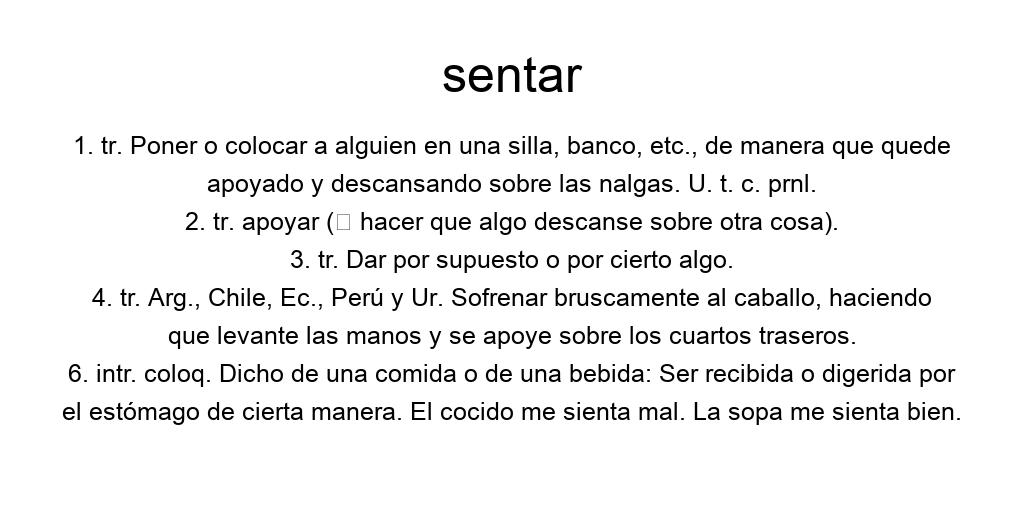 sentar
1. tr. Poner o colocar a alguien en una silla, banco, etc., de manera que quede
apoyado y descansando sobre las nalgas. U. t. c. prnl.
2. tr. apoyar (□ hacer que algo descanse sobre otra cosa).
3. tr. Dar por supuesto o por cierto algo.
4. tr. Arg., Chile, Ec., Perú y Ur. Sofrenar bruscamente al caballo, haciendo
que levante las manos y se apoye sobre los cuartos traseros.
6. intr. coloq. Dicho de una comida o de una bebida: Ser recibida o digerida por
el estómago de cierta manera. El cocido me sienta mal. La sopa me sienta bien.